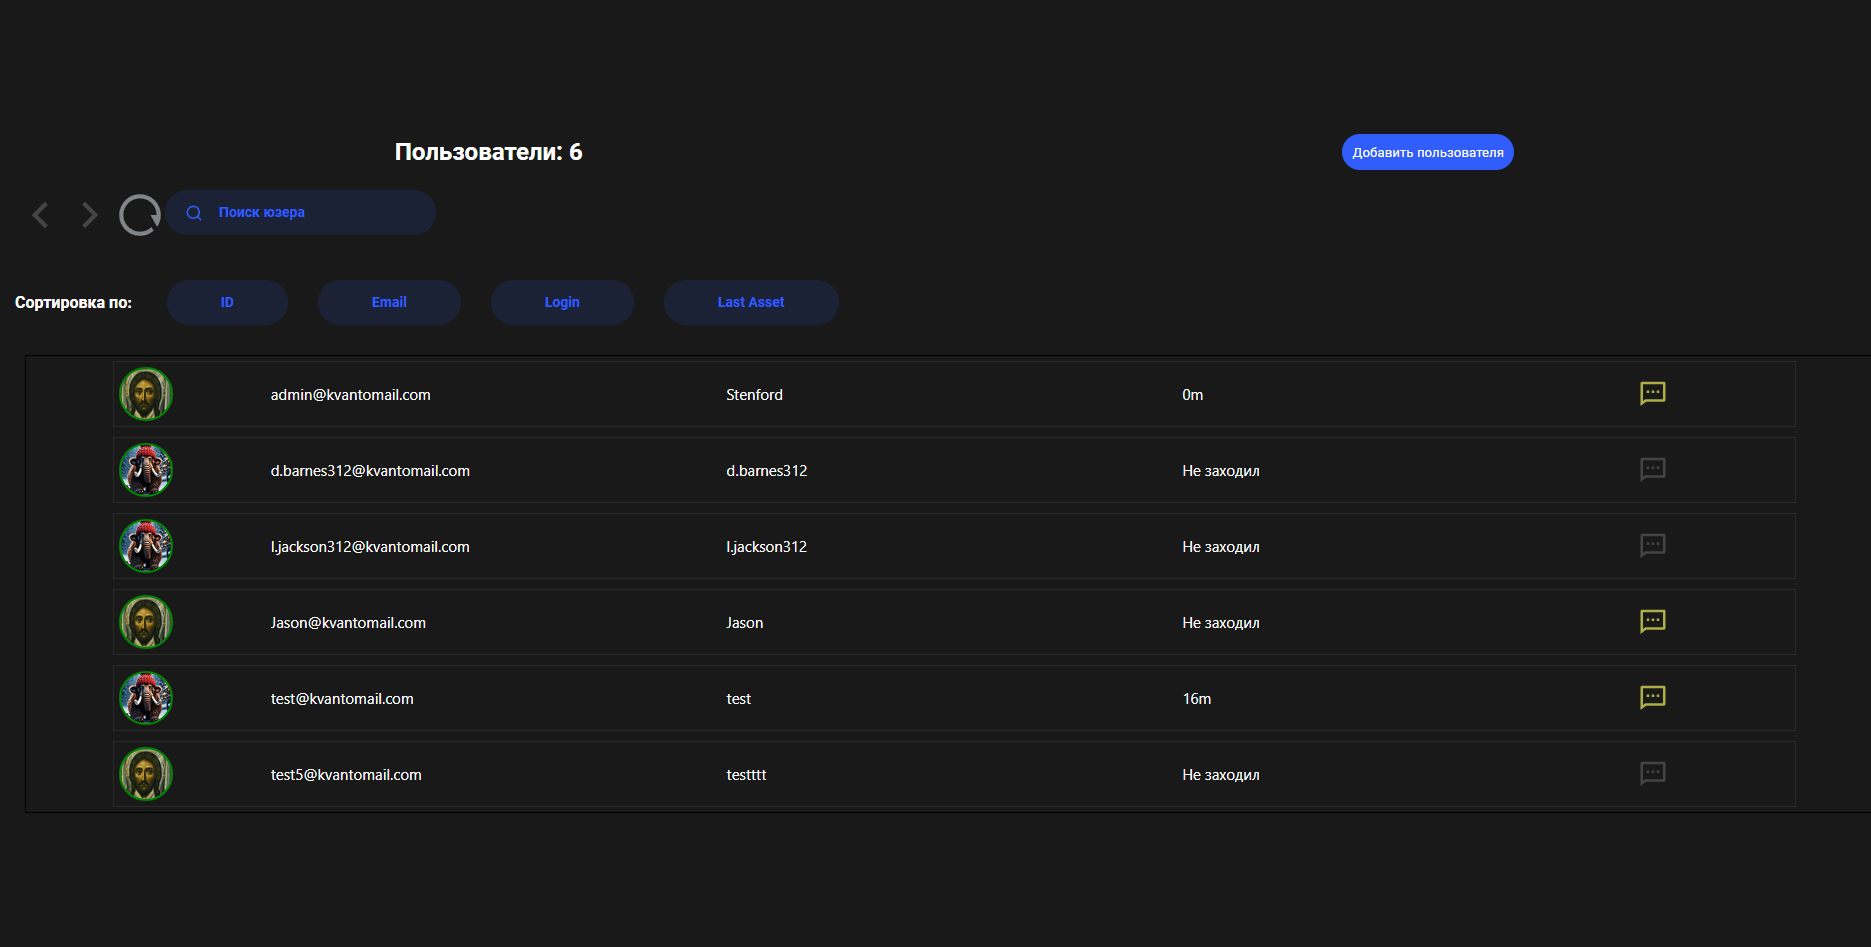 Пользователи: 6
Добавить пользователя
Поиск юзера
Сортировка по: ID Email Login Last Asset
admin@kvantomail.com Stenford 0m
d.barnes312@kvantomail.com d.barnes312 Не заходил
l.jackson312@kvantomail.com l.jackson312 Не заходил
Jason@kvantomail.com Jason Не заходил
test@kvantomail.com test 16m
test5@kvantomail.com testttt Не заходил